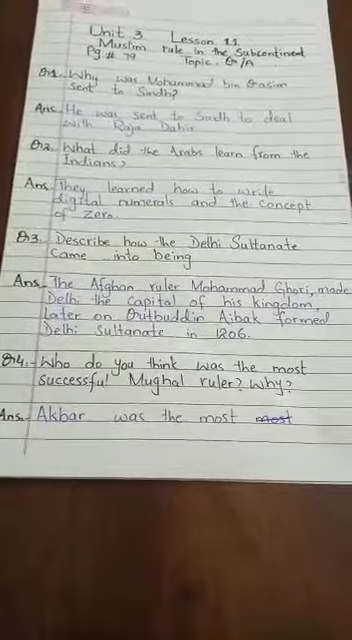 Unit 3 Lesson 11
Muslim rule in the Subcontinent
Pg # 79 Topic: Q/A
Q1. Why was Mohammad bin Qasim
sent to Sindh?
Ans. He was sent to Sindh to deal
with Raja Dahir.
Q2. What did the Arabs learn from the
Indians?
Ans. They learned how to write
digital numerals and the concept
of zero.
Q3. Describe how the Delhi Sultanate
came into being
Ans. The Afghan ruler Mohammad Ghori, made
Delhi the capital of his kingdom,
Later on Qutbuddin Aibak formed
Delhi sultanate in 1206.
Q4. Who do you think was the most
successful Mughal ruler? Why?
Ans. Akbar was the most most